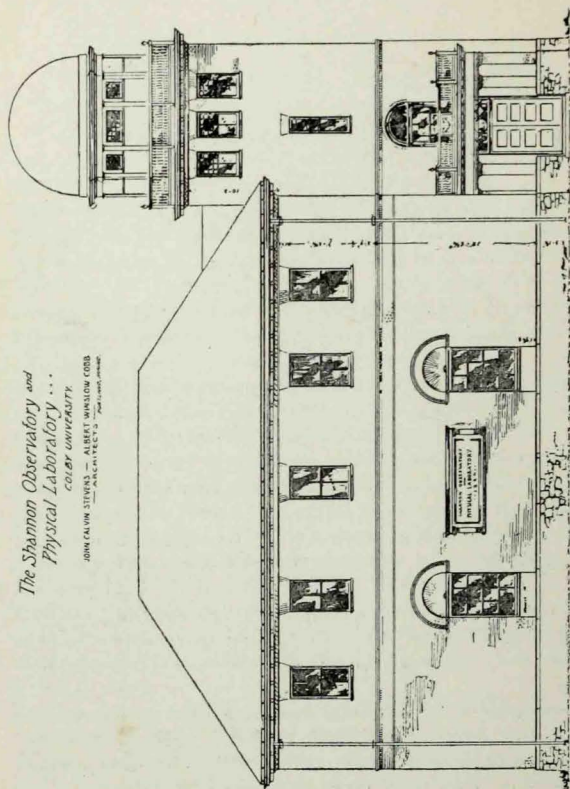 The Shannon Observatory and
Physical Laboratory ...
COLBY UNIVERSITY.
JOHN CALVIN STEVENS — ALBERT WINSLOW COBB
— ARCHITECTS —
SHANNON OBSERVATORY
PHYSICAL LABORATORY